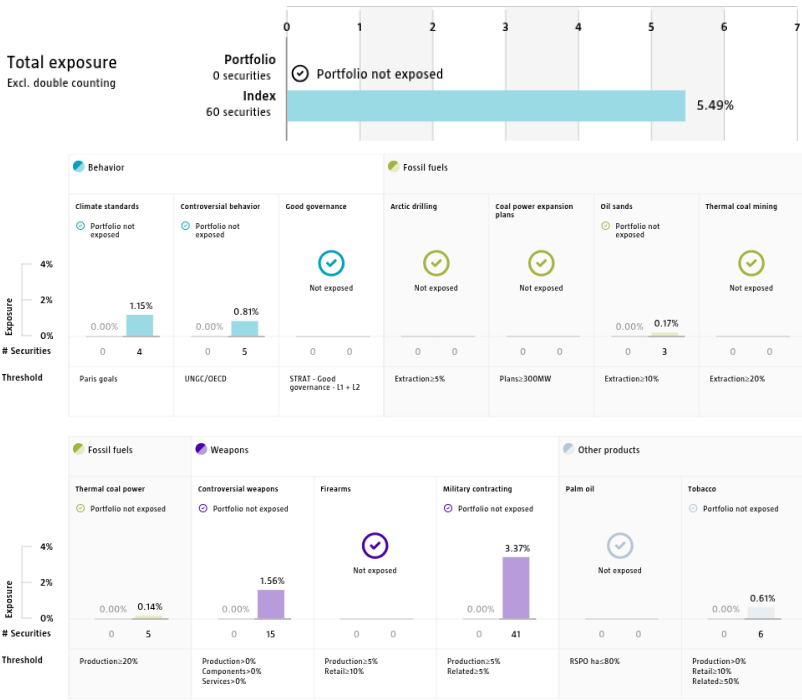 0 1 2 3 4 5 6 7
Total exposure
Excl. double counting
Portfolio
0 securities
Portfolio not exposed
Index
60 securities
5.49%
Behavior
Fossil fuels
Climate standards
Controversial behavior
Good governance
Arctic drilling
Coal power expansion
plans
Oil sands
Thermal coal mining
Portfolio not
exposed
Portfolio not
exposed
Portfolio not
exposed
Not exposed
Not exposed
Not exposed
Not exposed
Exposure
4%
2%
0%
0.00% 1.15%
0.00% 0.81%
0.00% 0.17%
# Securities
0 4
0 5
0 0
0 0
0 0
0 3
0 0
Threshold
Paris goals
UNGC/OECD
STRAT - Good
governance - L1 + L2
Extraction≥5%
Plans≥300MW
Extraction≥10%
Extraction≥20%
Fossil fuels
Weapons
Other products
Thermal coal power
Controversial weapons
Firearms
Military contracting
Palm oil
Tobacco
Portfolio not exposed
Portfolio not exposed
Portfolio not exposed
Portfolio not exposed
Not exposed
Not exposed
Exposure
4%
2%
0%
0.00% 0.14%
0.00% 1.56%
0.00% 3.37%
0.00% 0.61%
# Securities
0 5
0 15
0 0
0 41
0 0
0 6
Threshold
Production≥20%
Production>0%
Components>0%
Services>0%
Production≥5%
Retail≥10%
Production≥5%
Related≥5%
RSPO ha≤80%
Production>0%
Retail≥10%
Related≥50%